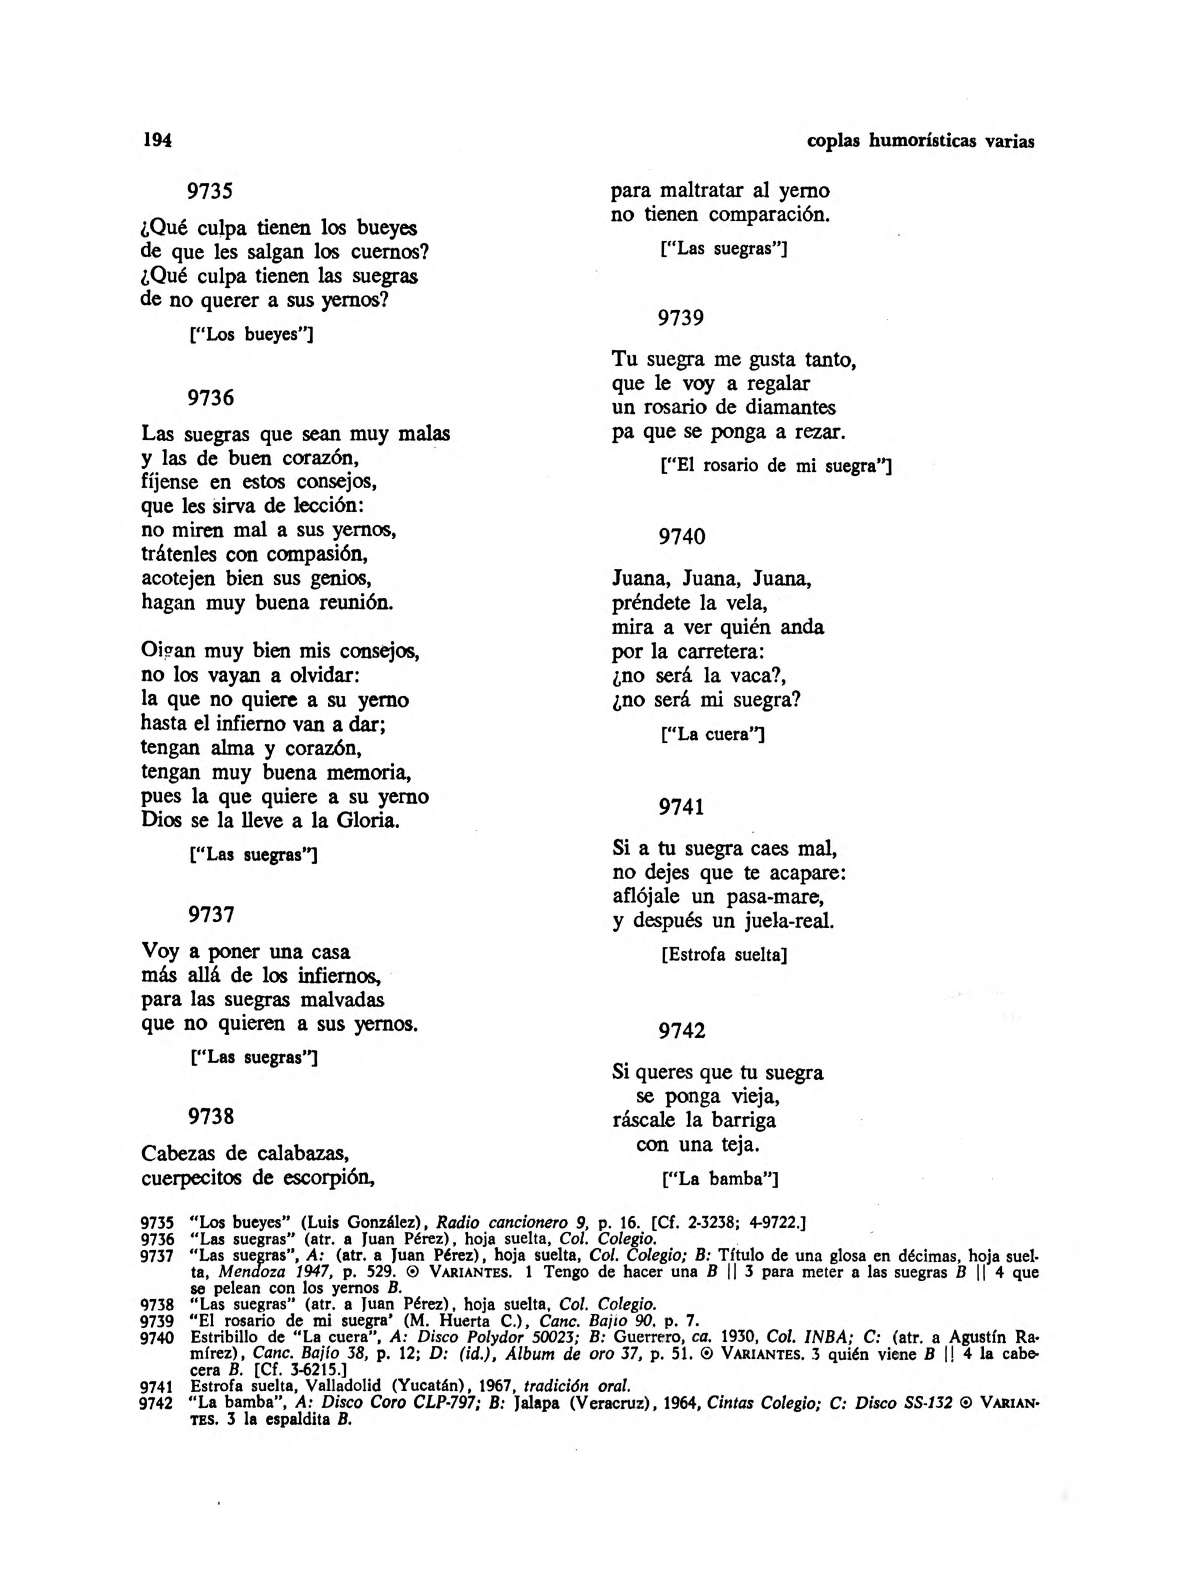 194
coplas humorísticas varias
9735
¿Qué culpa tienen los bueyes
de que les salgan los cuernos?
¿Qué culpa tienen las suegras
de no querer a sus yernos?
["Los bueyes"]
9736
Las suegras que sean muy malas
y las de buen corazón,
fíjense en estos consejos,
que les sirva de lección:
no miren mal a sus yernos,
trátenles con compasión,
acotejen bien sus genios,
hagan muy buena reunión.
Oigan muy bien mis consejos,
no los vayan a olvidar:
la que no quiere a su yerno
hasta el infierno van a dar;
tengan alma y corazón,
tengan muy buena memoria,
pues la que quiere a su yerno
Dios se la lleve a la Gloria.
["Las suegras"]
9737
Voy a poner una casa
más allá de los infiernos,
para las suegras malvadas
que no quieren a sus yernos.
["Las suegras"]
9738
Cabezas de calabazas,
cuerpecitos de escorpión,
para maltratar al yerno
no tienen comparación.
["Las suegras"]
9739
Tu suegra me gusta tanto,
que le voy a regalar
un rosario de diamantes
pa que se ponga a rezar.
["El rosario de mi suegra"]
9740
Juana, Juana, Juana,
préndete la vela,
mira a ver quién anda
por la carretera:
¿no será la vaca?,
¿no será mi suegra?
["La cuera"]
9741
Si a tu suegra caes mal,
no dejes que te acapare:
aflójale un pasa-mare,
y después un juela-real.
[Estrofa suelta]
9742
Si queres que tu suegra
se ponga vieja,
ráscale la barriga
con una teja.
["La bamba"]
9735 "Los bueyes" (Luis González), Radio cancionero 9, p. 16. [Cf. 2-3238; 4-9722.]
9736 "Las suegras" (atr. a Juan Pérez), hoja suelta, Col. Colegio.
9737 "Las suegras", A: (atr. a Juan Pérez), hoja suelta, Col. Colegio; B: Título de una glosa en décimas, hoja suel-
ta, Mendoza 1947, p. 529. ⊙ VARIANTES. 1 Tengo de hacer una B || 3 para meter a las suegras B || 4 que
se pelean con los yernos B.
9738 "Las suegras" (atr. a Juan Pérez), hoja suelta, Col. Colegio.
9739 "El rosario de mi suegra' (M. Huerta C.), Canc. Bajío 90, p. 7.
9740 Estribillo de "La cuera", A: Disco Polydor 50023; B: Guerrero, ca. 1930, Col. INBA; C: (atr. a Agustín Ra-
mírez), Canc. Bajío 38, p. 12; D: (id.), Álbum de oro 37, p. 51. ⊙ VARIANTES. 3 quién viene B || 4 la cabe-
cera B. [Cf. 3-6215.]
9741 Estrofa suelta, Valladolid (Yucatán), 1967, tradición oral.
9742 "La bamba", A: Disco Coro CLP-797; B: Jalapa (Veracruz), 1964, Cintas Colegio; C: Disco SS-132 ⊙ VARIAN-
TES. 3 la espaldita B.